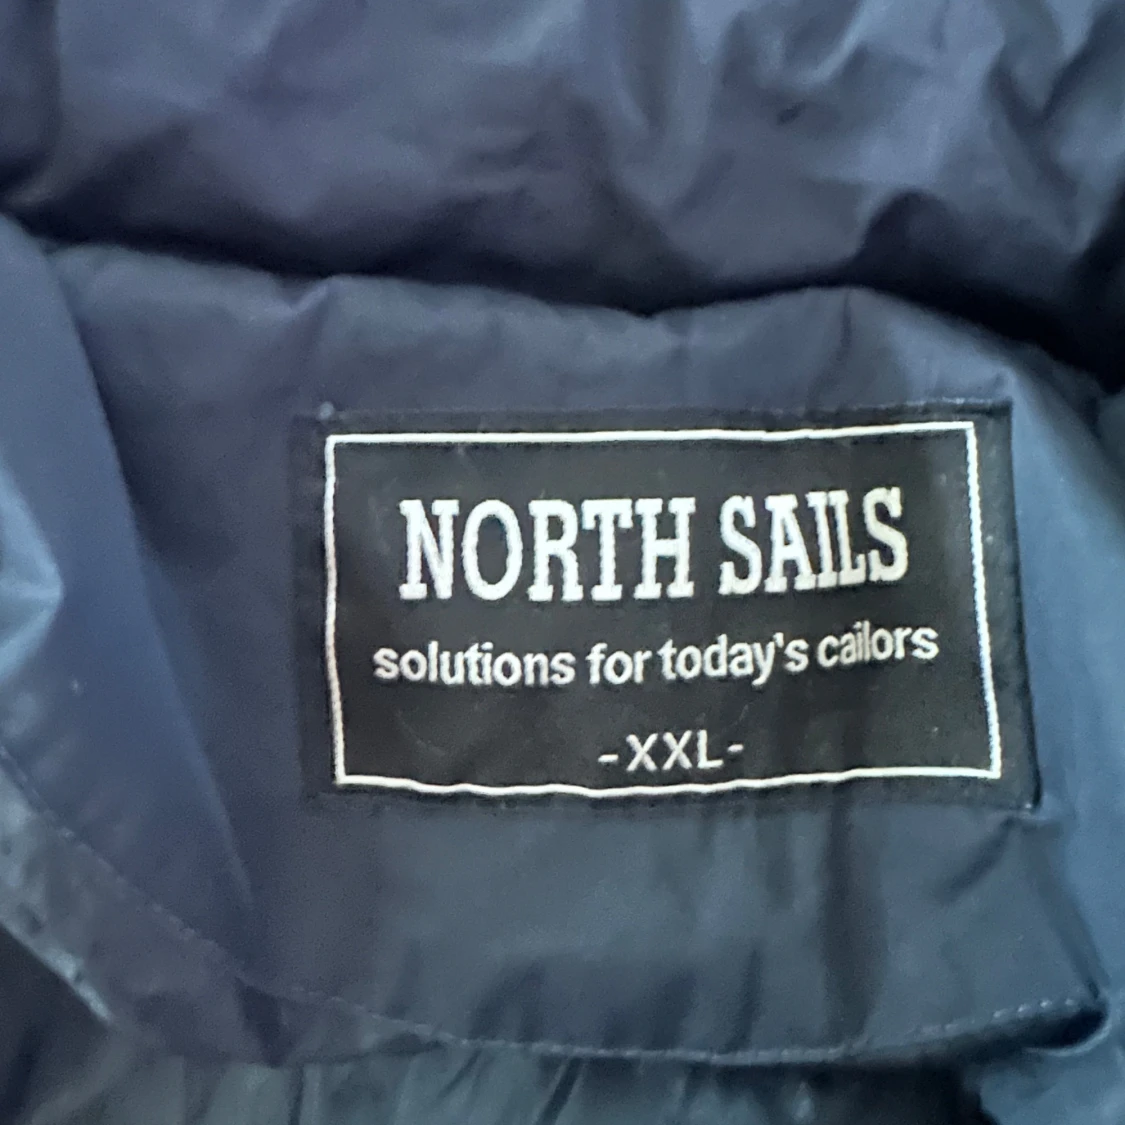 NORTH SAILS
solutions for today's cailors
-XXL-